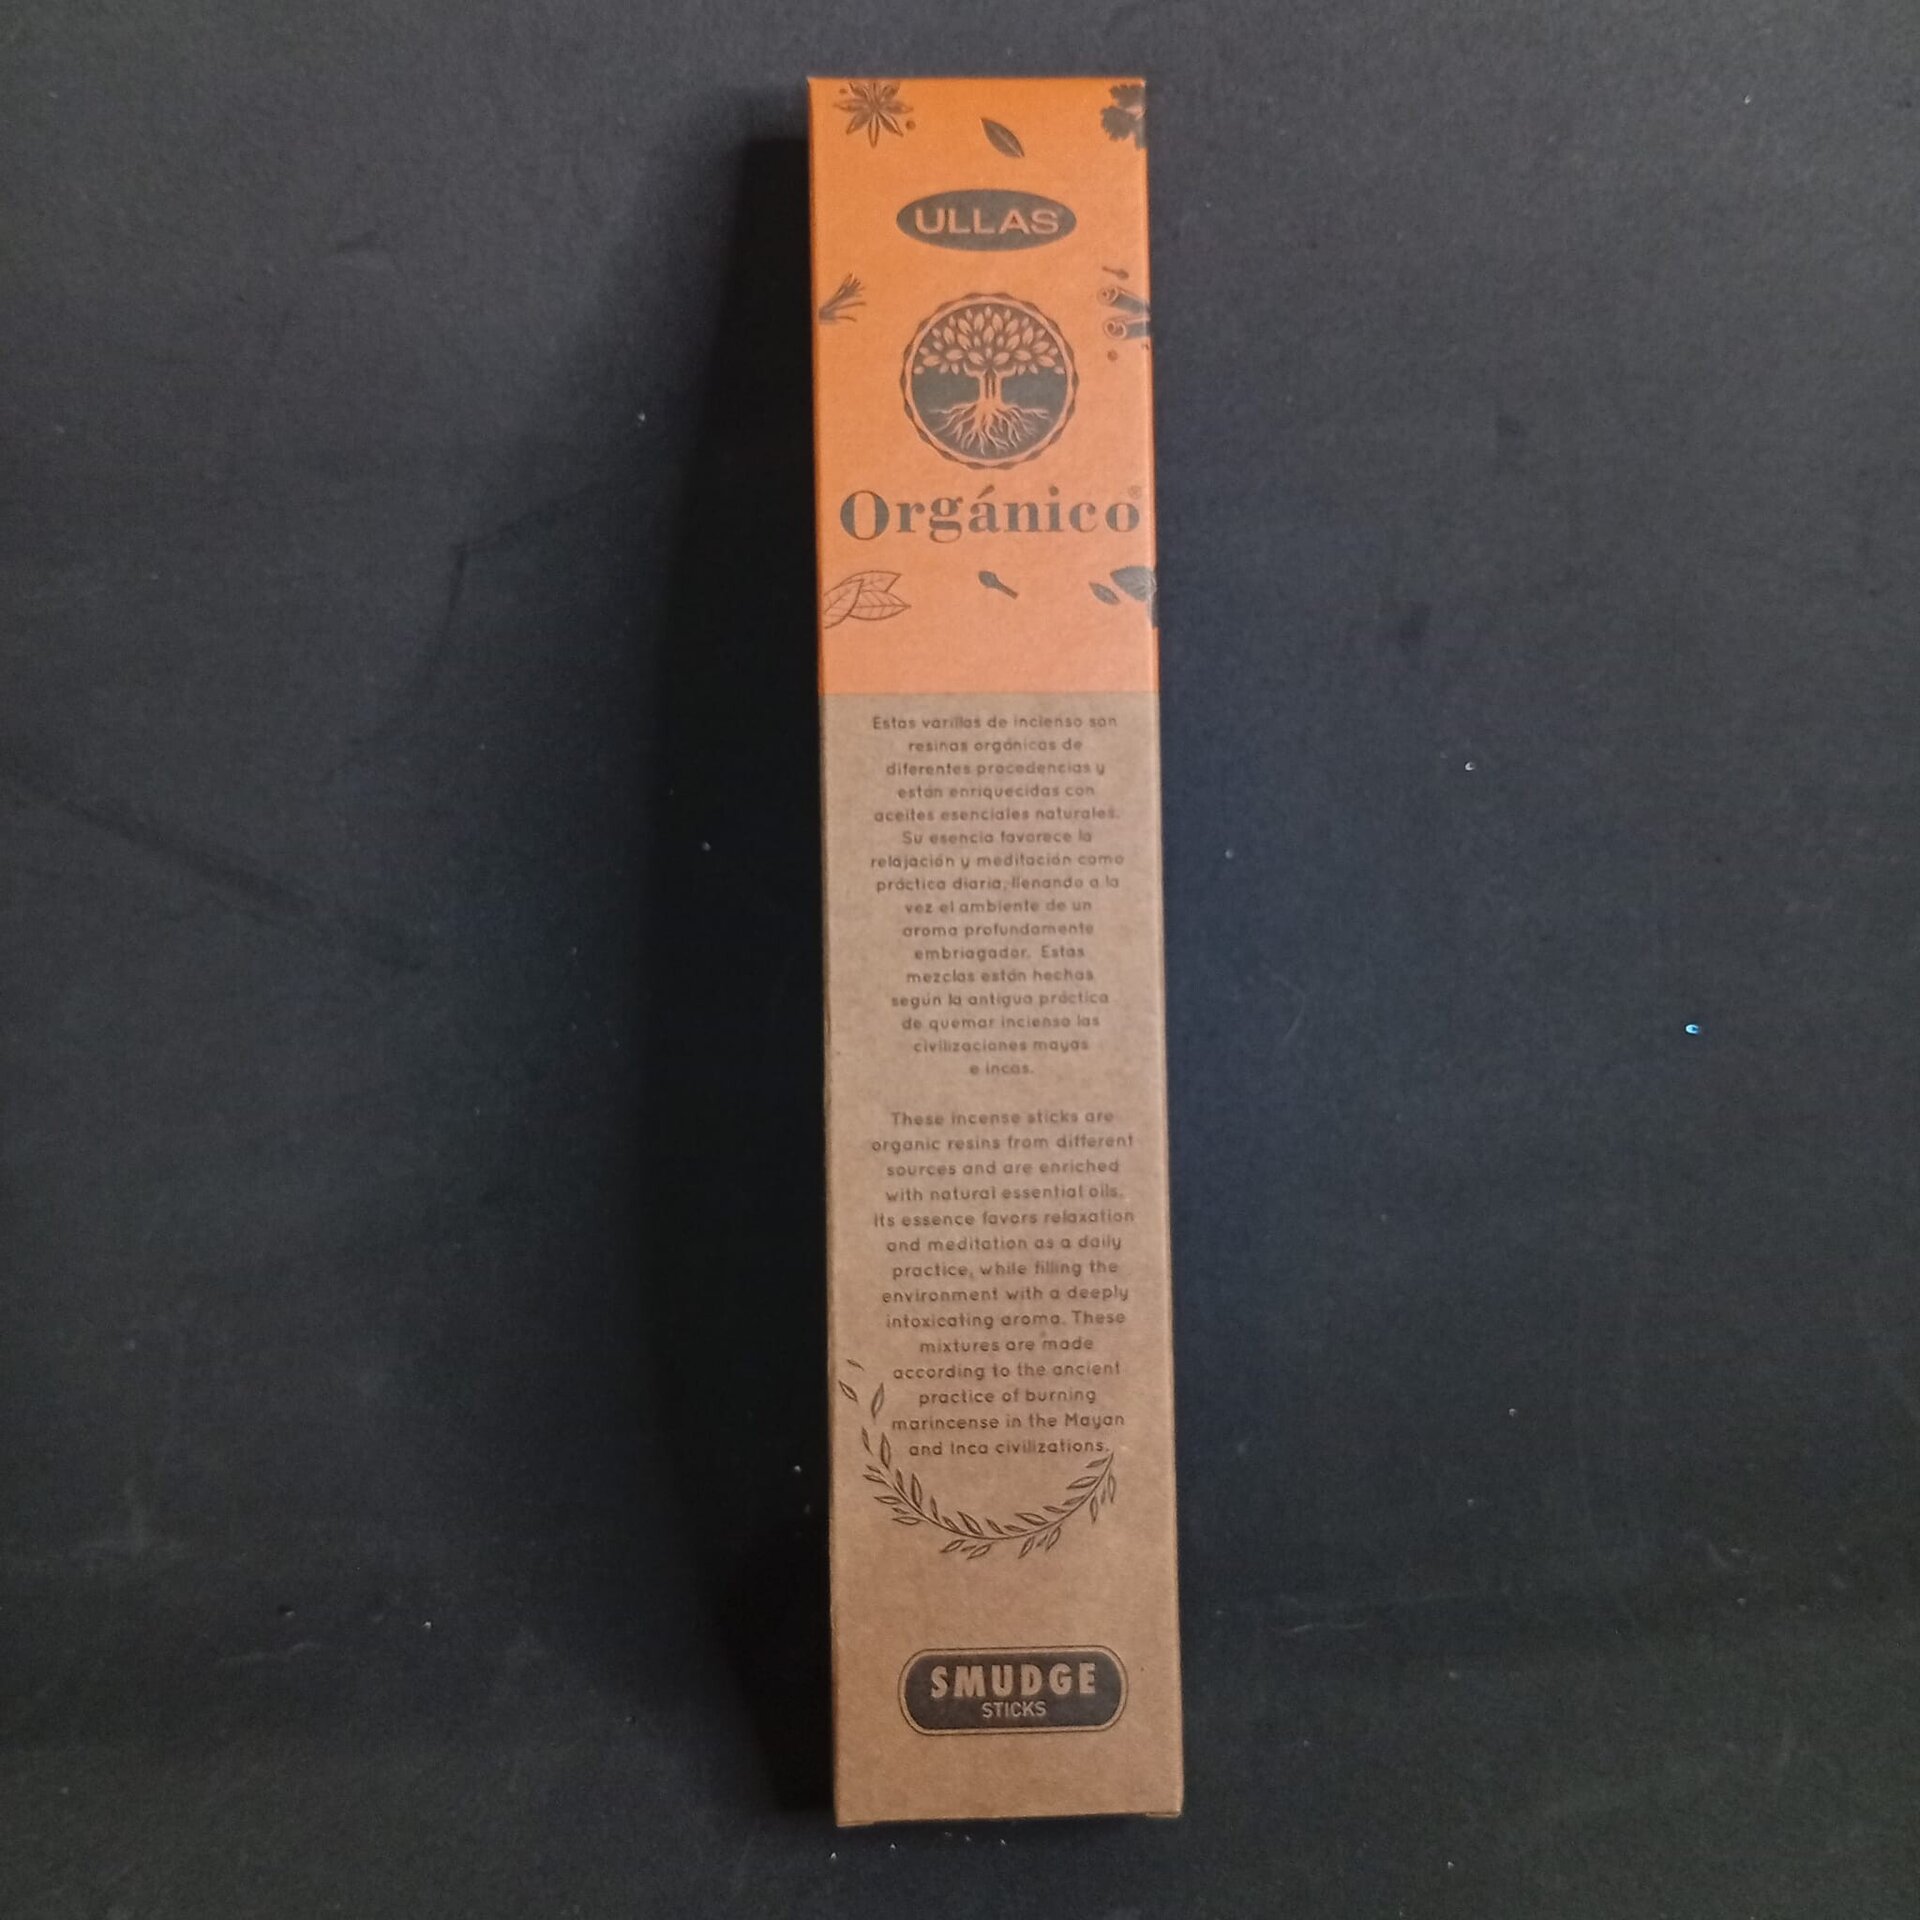 ULLAS
Orgánico®
Estas varillas de incienso son
resinas orgánicas de
diferentes procedencias y
están enriquecidas con
aceites esenciales naturales.
Su esencia favorece la
relajación y meditación como
práctica diaria, llenando a la
vez el ambiente de un
aroma profundamente
embriagador. Estas
mezclas están hechas
según la antigua práctica
de quemar incienso las
civilizaciones mayas
e incas.
These incense sticks are
organic resins from different
sources and are enriched
with natural essential oils.
Its essence favors relaxation
and meditation as a daily
practice, while filling the
environment with a deeply
intoxicating aroma. These
mixtures are made
according to the ancient
practice of burning
marincense in the Mayan
and Inca civilizations.
SMUDGE
STICKS